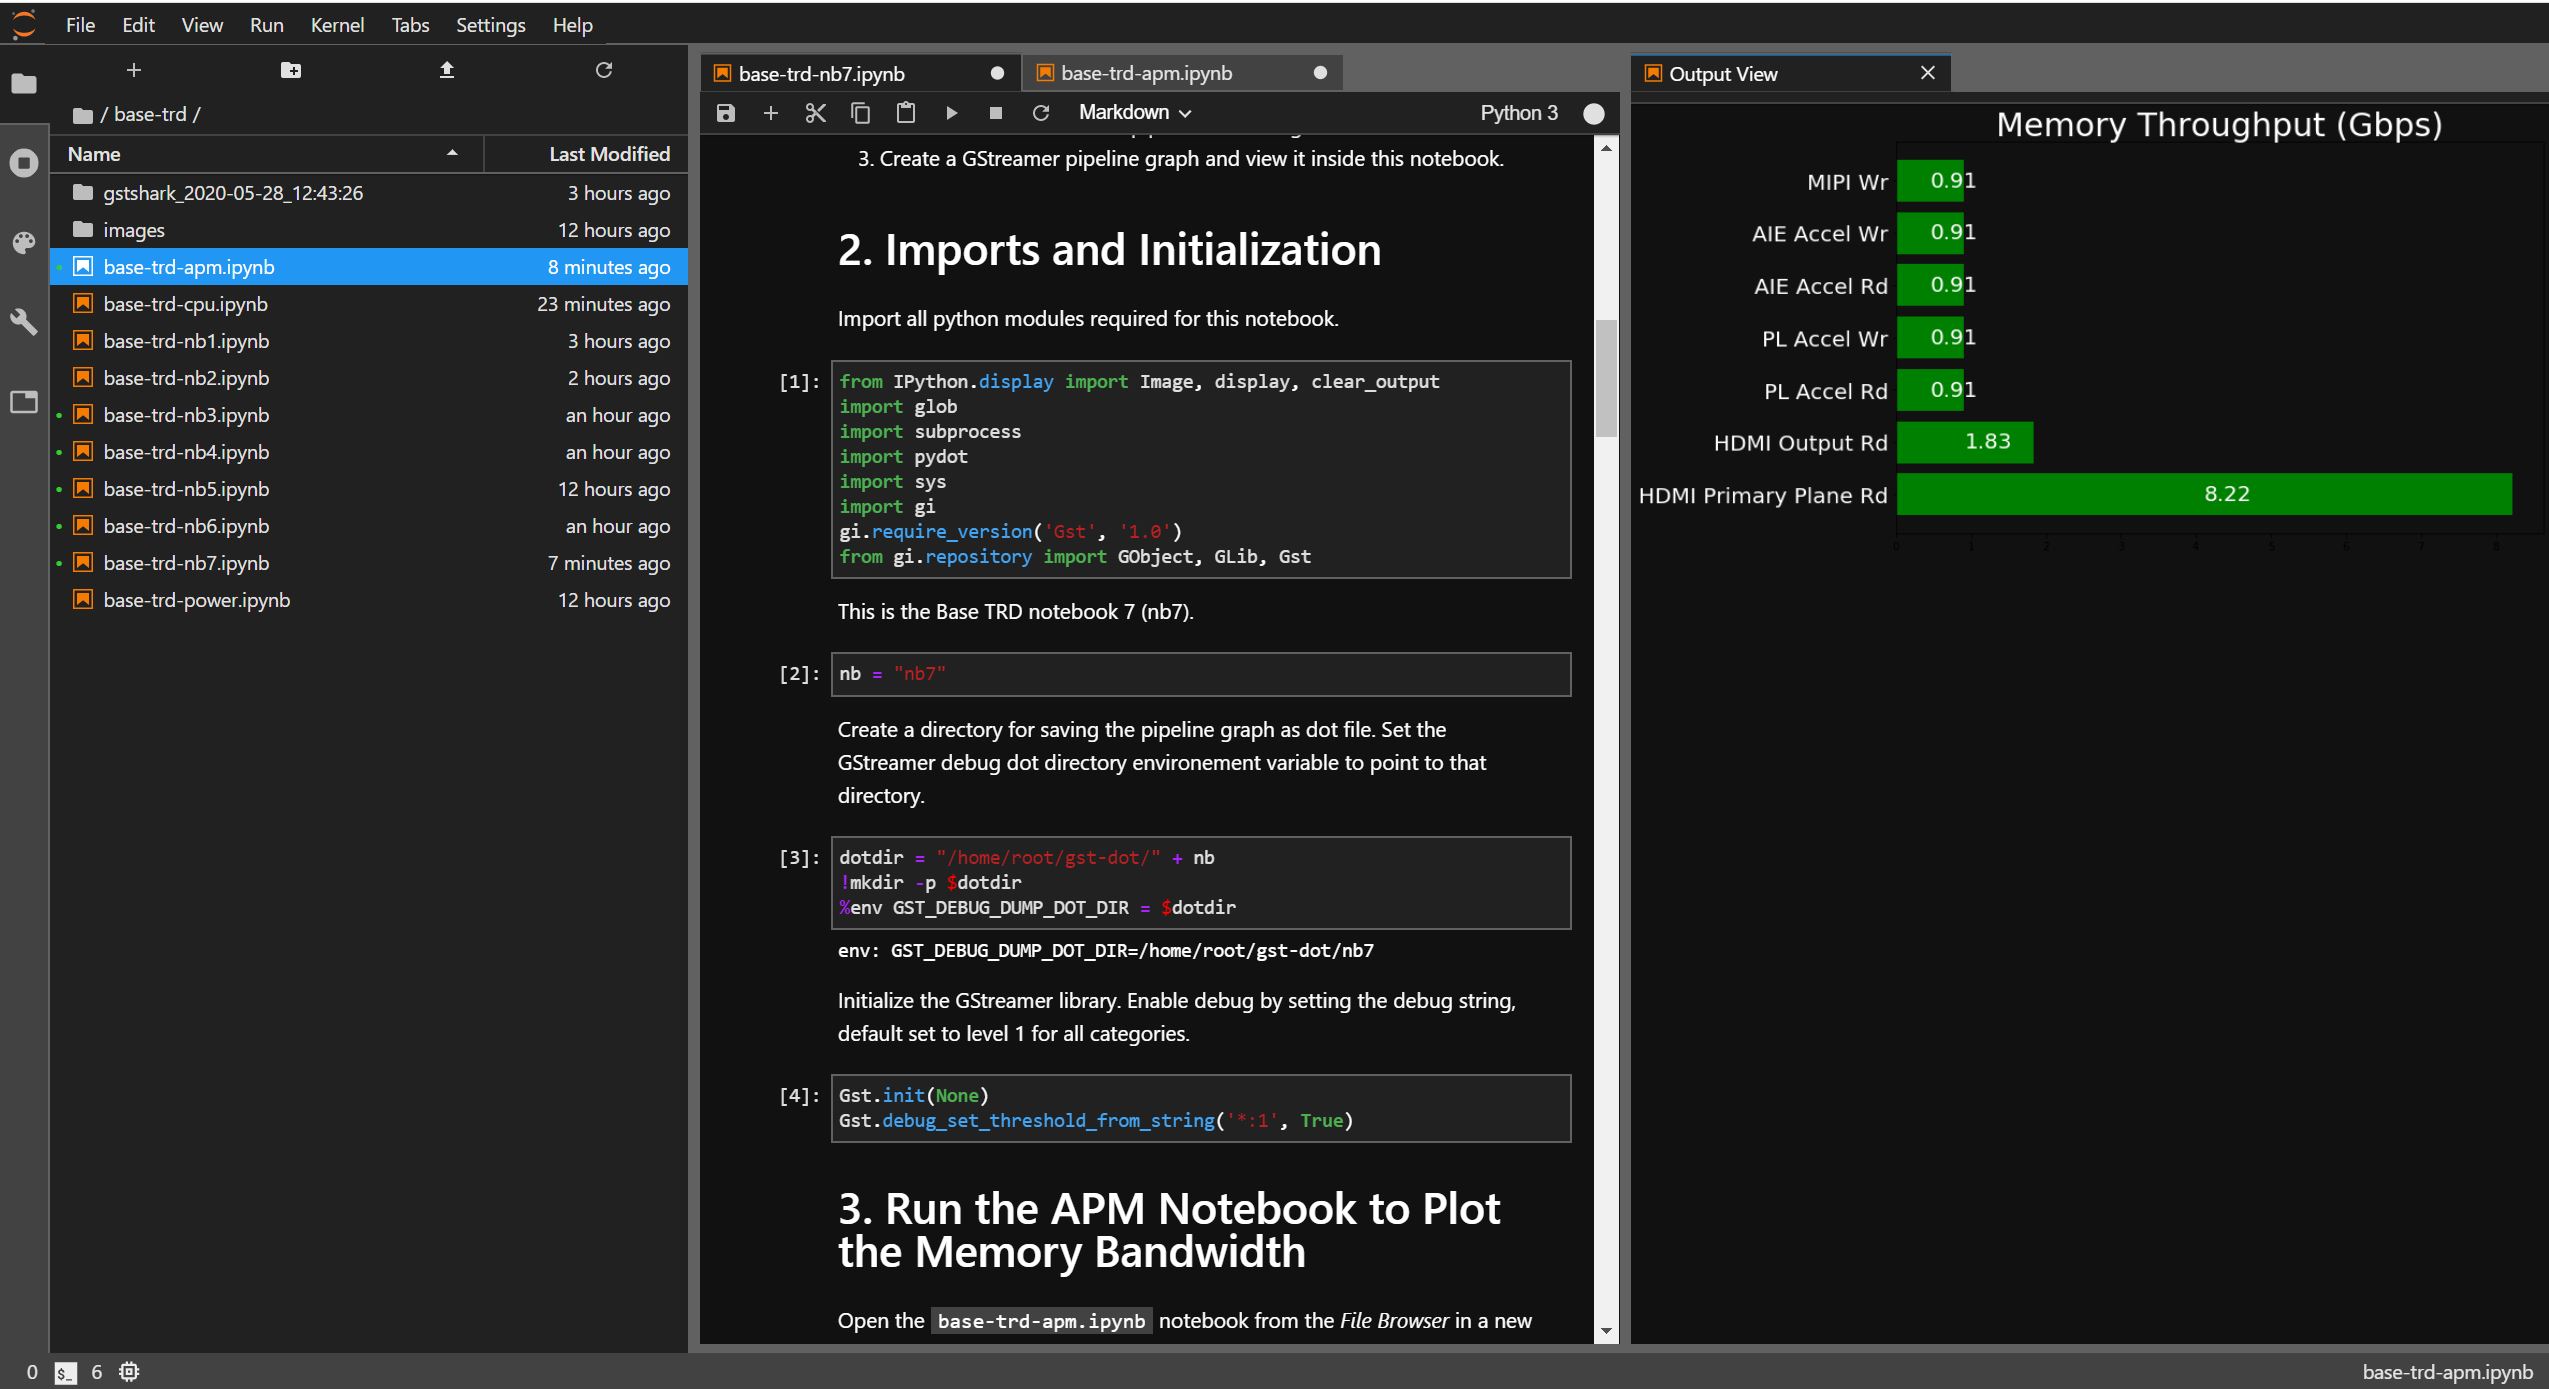 File Edit View Run Kernel Tabs Settings Help
/ base-trd /
Name Last Modified
gstshark_2020-05-28_12:43:26 3 hours ago
images 12 hours ago
base-trd-apm.ipynb 8 minutes ago
base-trd-cpu.ipynb 23 minutes ago
base-trd-nb1.ipynb 3 hours ago
base-trd-nb2.ipynb 2 hours ago
base-trd-nb3.ipynb an hour ago
base-trd-nb4.ipynb an hour ago
base-trd-nb5.ipynb 12 hours ago
base-trd-nb6.ipynb an hour ago
base-trd-nb7.ipynb 7 minutes ago
base-trd-power.ipynb 12 hours ago
base-trd-nb7.ipynb base-trd-apm.ipynb
Markdown Python 3
3. Create a GStreamer pipeline graph and view it inside this notebook.
2. Imports and Initialization
Import all python modules required for this notebook.
[1]: from IPython.display import Image, display, clear_output
import glob
import subprocess
import pydot
import sys
import gi
gi.require_version('Gst', '1.0')
from gi.repository import GObject, GLib, Gst
This is the Base TRD notebook 7 (nb7).
[2]: nb = "nb7"
Create a directory for saving the pipeline graph as dot file. Set the
GStreamer debug dot directory environement variable to point to that
directory.
[3]: dotdir = "/home/root/gst-dot/" + nb
!mkdir -p $dotdir
%env GST_DEBUG_DUMP_DOT_DIR = $dotdir
env: GST_DEBUG_DUMP_DOT_DIR=/home/root/gst-dot/nb7
Initialize the GStreamer library. Enable debug by setting the debug string,
default set to level 1 for all categories.
[4]: Gst.init(None)
Gst.debug_set_threshold_from_string('*:1', True)
3. Run the APM Notebook to Plot
the Memory Bandwidth
Open the base-trd-apm.ipynb notebook from the File Browser in a new
Output View
Memory Throughput (Gbps)
MIPI Wr 0.91
AIE Accel Wr 0.91
AIE Accel Rd 0.91
PL Accel Wr 0.91
PL Accel Rd 0.91
HDMI Output Rd 1.83
HDMI Primary Plane Rd 8.22
0 1 2 3 4 5 6 7 8
0 $_ 6 base-trd-apm.ipynb